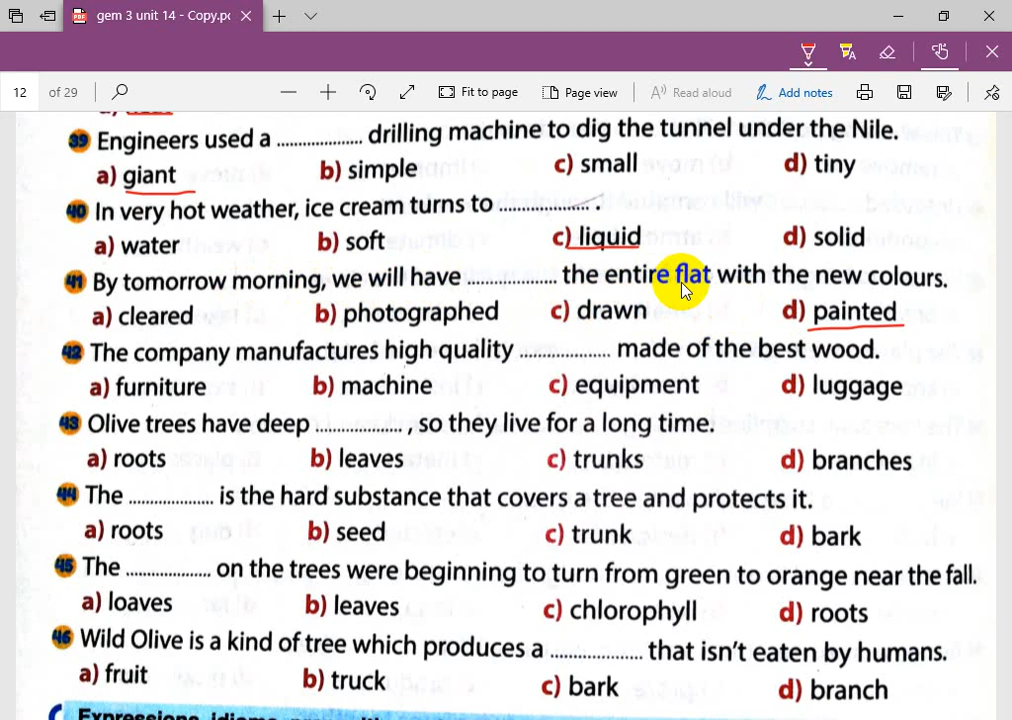 gem 3 unit 14 - Copy.pc
12 of 29 Fit to page Page view Read aloud Add notes
39 Engineers used a .................. drilling machine to dig the tunnel under the Nile.
a) giant b) simple c) small d) tiny
40 In very hot weather, ice cream turns to .................. .
a) water b) soft c) liquid d) solid
41 By tomorrow morning, we will have .................. the entire flat with the new colours.
a) cleared b) photographed c) drawn d) painted
42 The company manufactures high quality .................. made of the best wood.
a) furniture b) machine c) equipment d) luggage
43 Olive trees have deep .................. , so they live for a long time.
a) roots b) leaves c) trunks d) branches
44 The .................. is the hard substance that covers a tree and protects it.
a) roots b) seed c) trunk d) bark
45 The .................. on the trees were beginning to turn from green to orange near the fall.
a) loaves b) leaves c) chlorophyll d) roots
46 Wild Olive is a kind of tree which produces a .................. that isn't eaten by humans.
a) fruit b) truck c) bark d) branch
Expressions, idioms